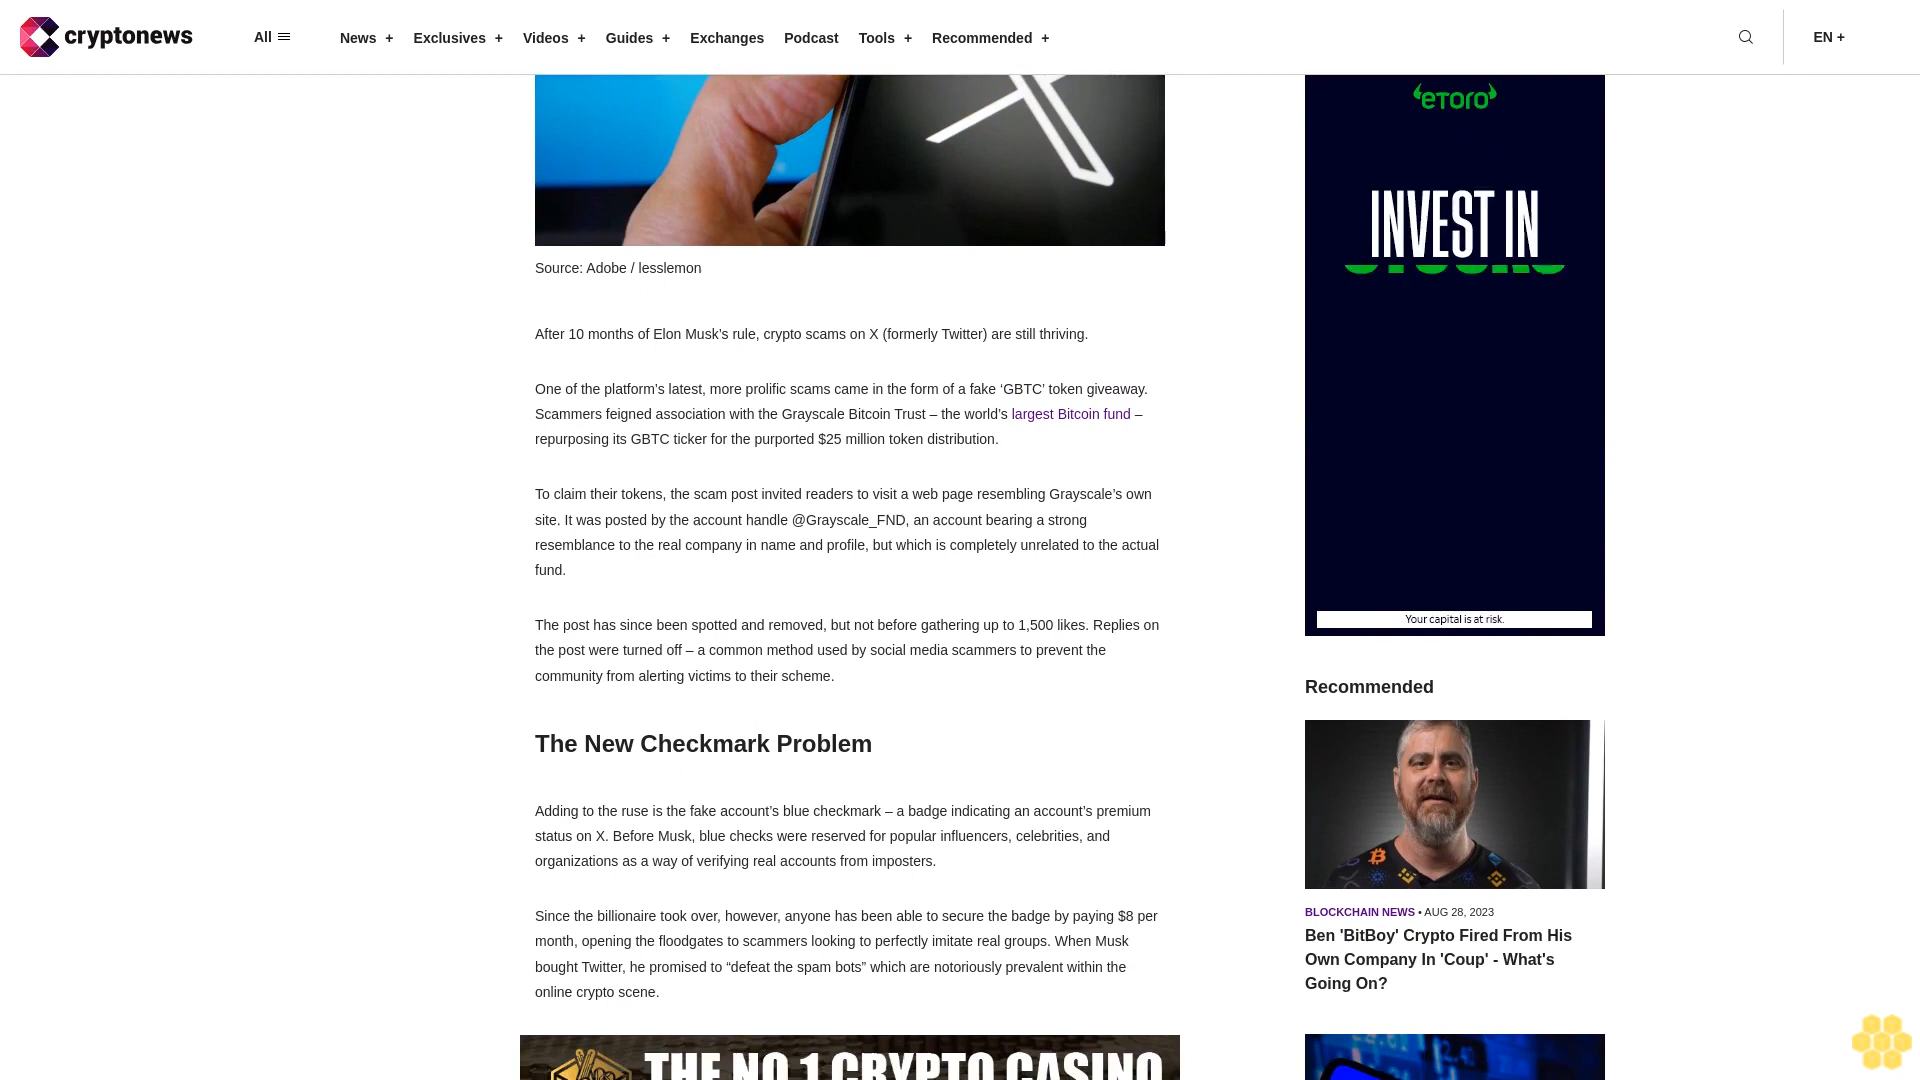 cryptonews
All
News +
Exclusives +
Videos +
Guides +
Exchanges
Podcast
Tools +
Recommended +
EN +
Source: Adobe / lesslemon
After 10 months of Elon Musk’s rule, crypto scams on X (formerly Twitter) are still thriving.
One of the platform’s latest, more prolific scams came in the form of a fake ‘GBTC’ token giveaway.
Scammers feigned association with the Grayscale Bitcoin Trust – the world’s largest Bitcoin fund –
repurposing its GBTC ticker for the purported $25 million token distribution.
To claim their tokens, the scam post invited readers to visit a web page resembling Grayscale’s own
site. It was posted by the account handle @Grayscale_FND, an account bearing a strong
resemblance to the real company in name and profile, but which is completely unrelated to the actual
fund.
The post has since been spotted and removed, but not before gathering up to 1,500 likes. Replies on
the post were turned off – a common method used by social media scammers to prevent the
community from alerting victims to their scheme.
The New Checkmark Problem
Adding to the ruse is the fake account’s blue checkmark – a badge indicating an account’s premium
status on X. Before Musk, blue checks were reserved for popular influencers, celebrities, and
organizations as a way of verifying real accounts from imposters.
Since the billionaire took over, however, anyone has been able to secure the badge by paying $8 per
month, opening the floodgates to scammers looking to perfectly imitate real groups. When Musk
bought Twitter, he promised to “defeat the spam bots” which are notoriously prevalent within the
online crypto scene.
THE NO.1 CRYPTO CASINO
eToro
INVEST IN
Your capital is at risk.
Recommended
BLOCKCHAIN NEWS • AUG 28, 2023
Ben 'BitBoy' Crypto Fired From His
Own Company In 'Coup' - What's
Going On?